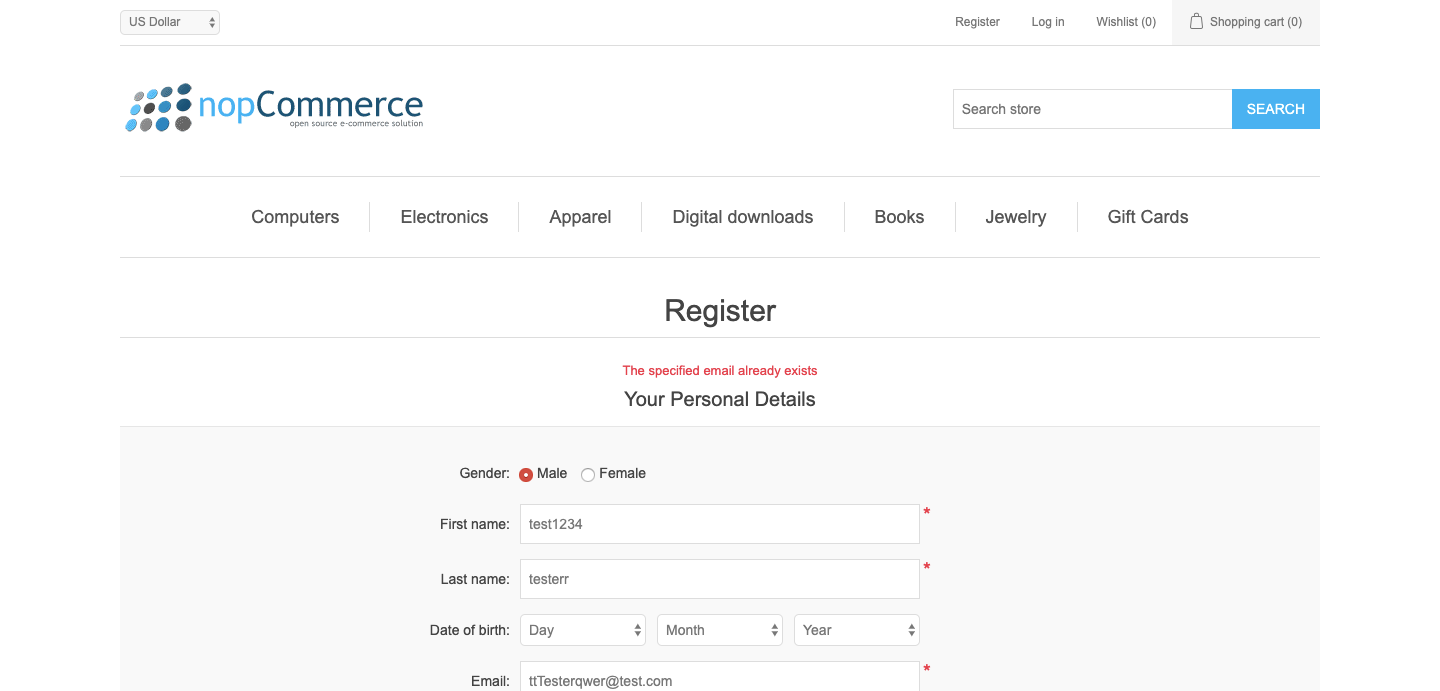 US Dollar Register Log in Wishlist (0) Shopping cart (0)
nopCommerce
open source e-commerce solution
Search store SEARCH
Computers Electronics Apparel Digital downloads Books Jewelry Gift Cards
Register
The specified email already exists
Your Personal Details
Gender: Male Female
First name: test1234 *
Last name: testerr *
Date of birth: Day Month Year
Email: ttTesterqwer@test.com *